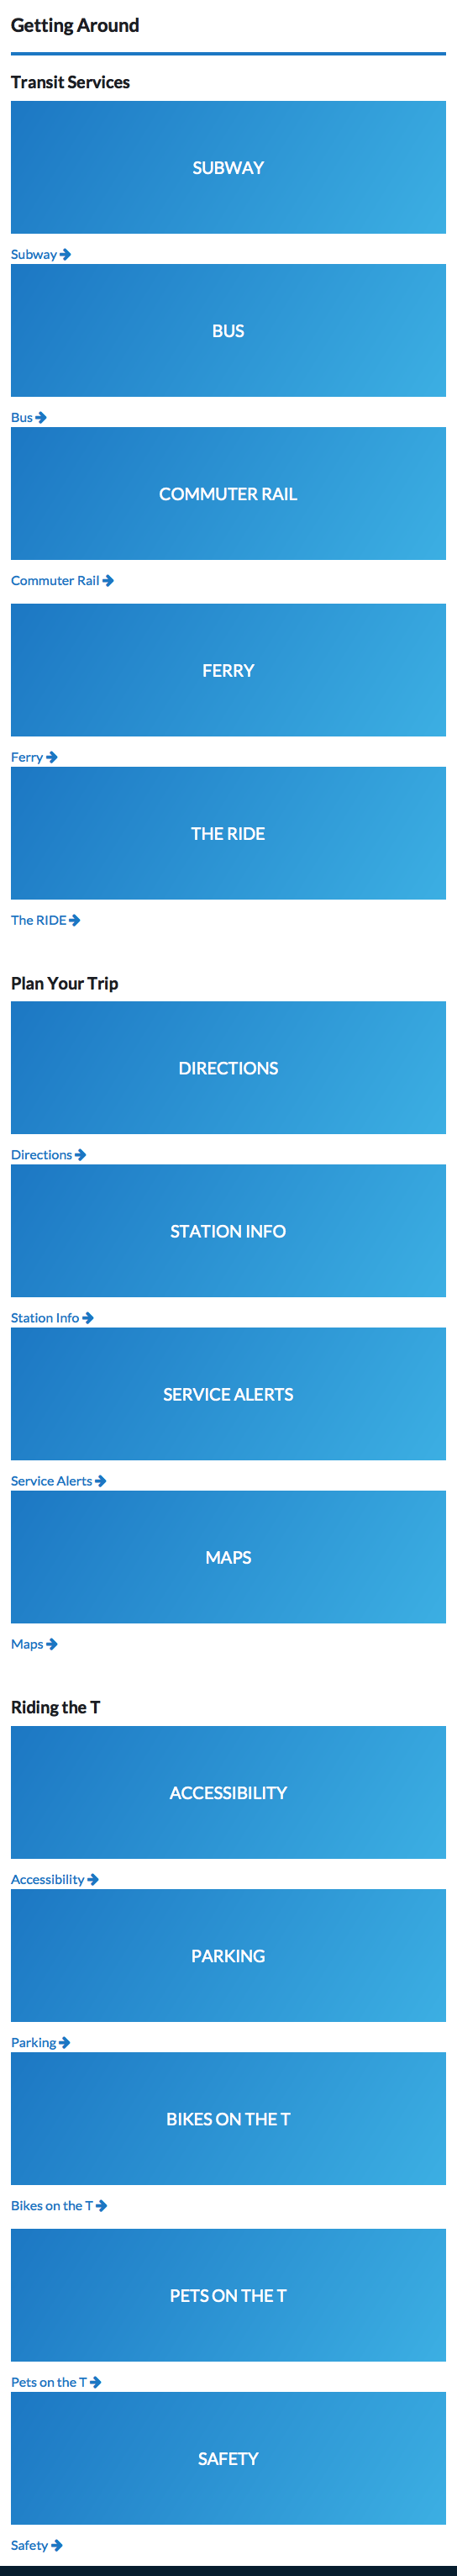 Getting Around
Transit Services
SUBWAY
Subway
BUS
Bus
COMMUTER RAIL
Commuter Rail
FERRY
Ferry
THE RIDE
The RIDE
Plan Your Trip
DIRECTIONS
Directions
STATION INFO
Station Info
SERVICE ALERTS
Service Alerts
MAPS
Maps
Riding the T
ACCESSIBILITY
Accessibility
PARKING
Parking
BIKES ON THE T
Bikes on the T
PETS ON THE T
Pets on the T
SAFETY
Safety